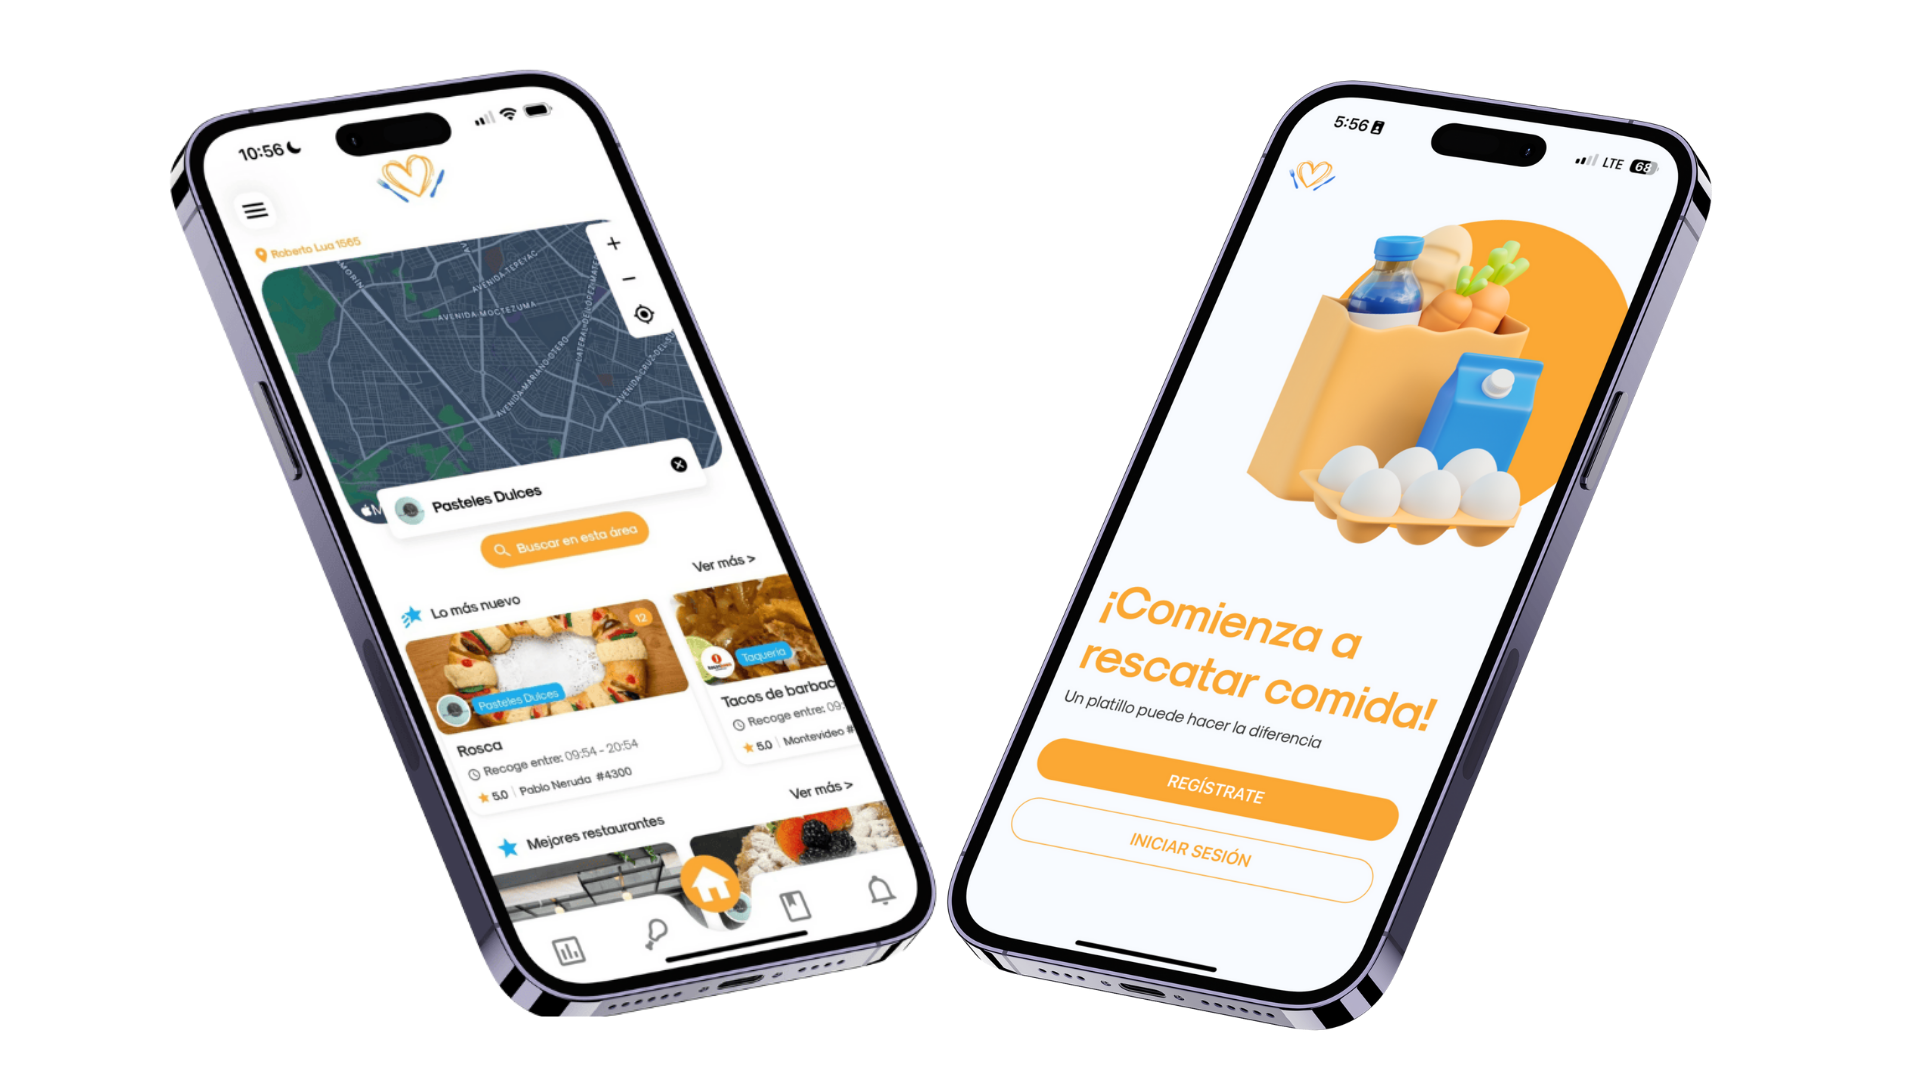 10:56
Roberto Lua 1565
AVENIDA TEPEYAC
AVENIDA MOCTEZUMA
AVENIDA MARIANO OTERO
Pasteles Dulces
Buscar en esta área
Ver más >
Lo más nuevo
12
Pasteles Dulces
Taquería
Rosca
Recoge entre: 09:54 - 20:54
5.0 | Pablo Neruda #4300
Tacos de barbac
Recoge entre: 09:
5.0 | Montevideo #
Ver más >
Mejores restaurantes
5:56
LTE 68
¡Comienza a
rescatar comida!
Un platillo puede hacer la diferencia
REGÍSTRATE
INICIAR SESIÓN